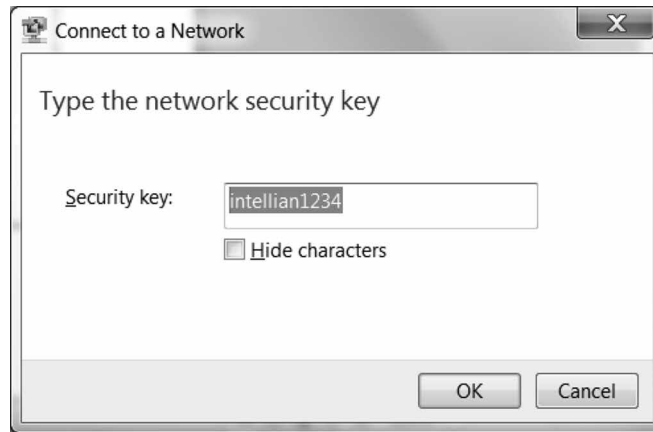 Connect to a Network
Type the network security key
Security key:
intellian1234
Hide characters
OK
Cancel